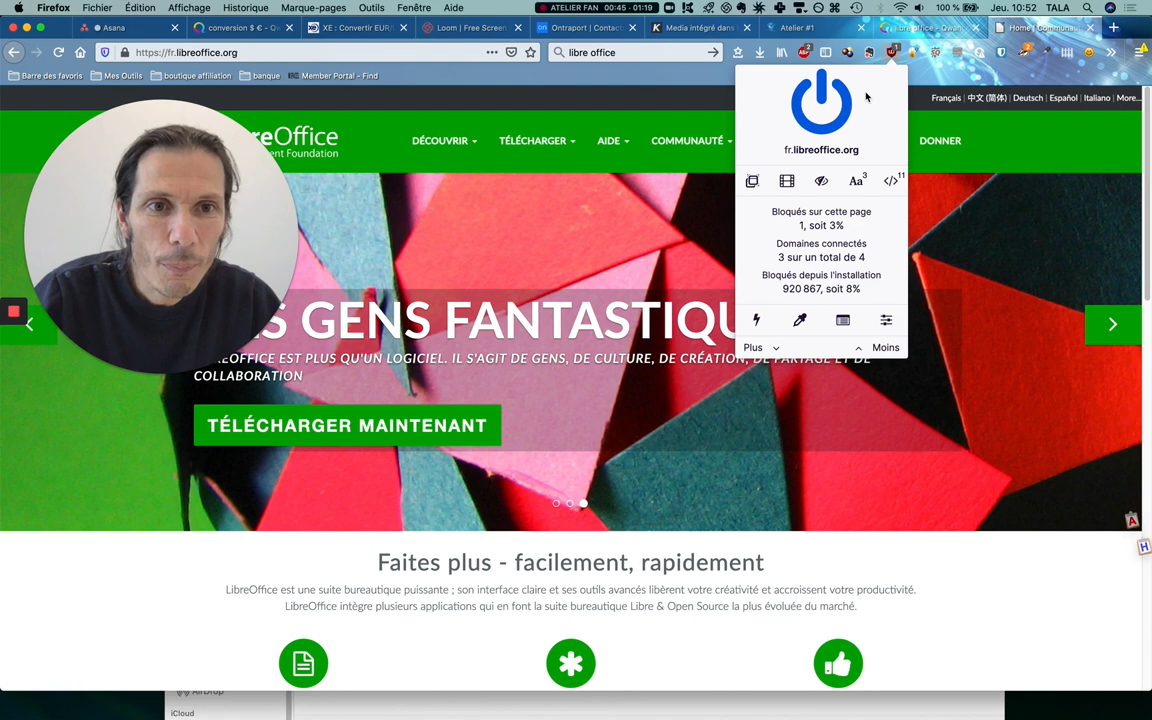 Firefox Fichier Édition Affichage Historique Marque-pages Outils Fenêtre Aide ATELIER FAN 00:45 - 01:19 100 % Jeu. 10:52 TALA
Asana conversion $ € - Qw XE : Convertir EUR/ Loom | Free Screen Ontraport | Contact Media intégré dans Atelier #1 libre office - Qwan Home | Communau
https://fr.libreoffice.org libre office
Barre des favoris Mes Outils boutique affiliation banque Member Portal - Find
Français | 中文 (简体) | Deutsch | Español | Italiano | More...
reOffice
ent Foundation
DÉCOUVRIR TÉLÉCHARGER AIDE COMMUNAUTÉ DONNER
fr.libreoffice.org
Aa 3 </> 11
Bloqués sur cette page
1, soit 3%
Domaines connectés
3 sur un total de 4
Bloqués depuis l'installation
920 867, soit 8%
Plus Moins
S GENS FANTASTIQU
EOFFICE EST PLUS QU'UN LOGICIEL. IL S'AGIT DE GENS, DE CULTURE, DE CRÉATION, DE PARTAGE ET DE
COLLABORATION
TÉLÉCHARGER MAINTENANT
A
H
Faites plus - facilement, rapidement
LibreOffice est une suite bureautique puissante ; son interface claire et ses outils avancés libèrent votre créativité et accroissent votre productivité.
LibreOffice intègre plusieurs applications qui en font la suite bureautique Libre & Open Source la plus évoluée du marché.
AirDrop
iCloud